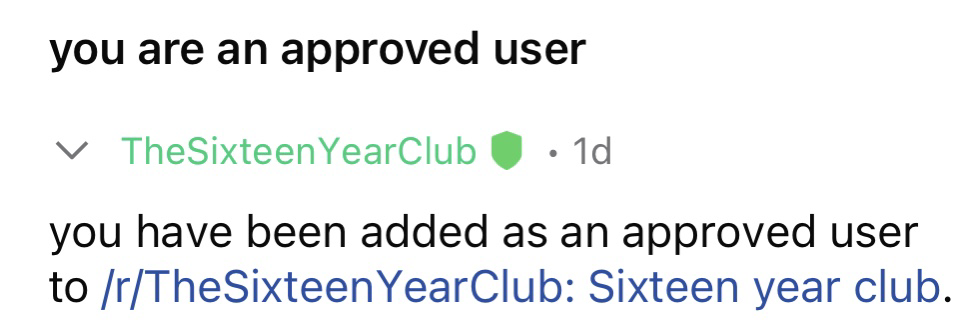 you are an approved user
TheSixteenYearClub • 1d
you have been added as an approved user
to /r/TheSixteenYearClub: Sixteen year club.